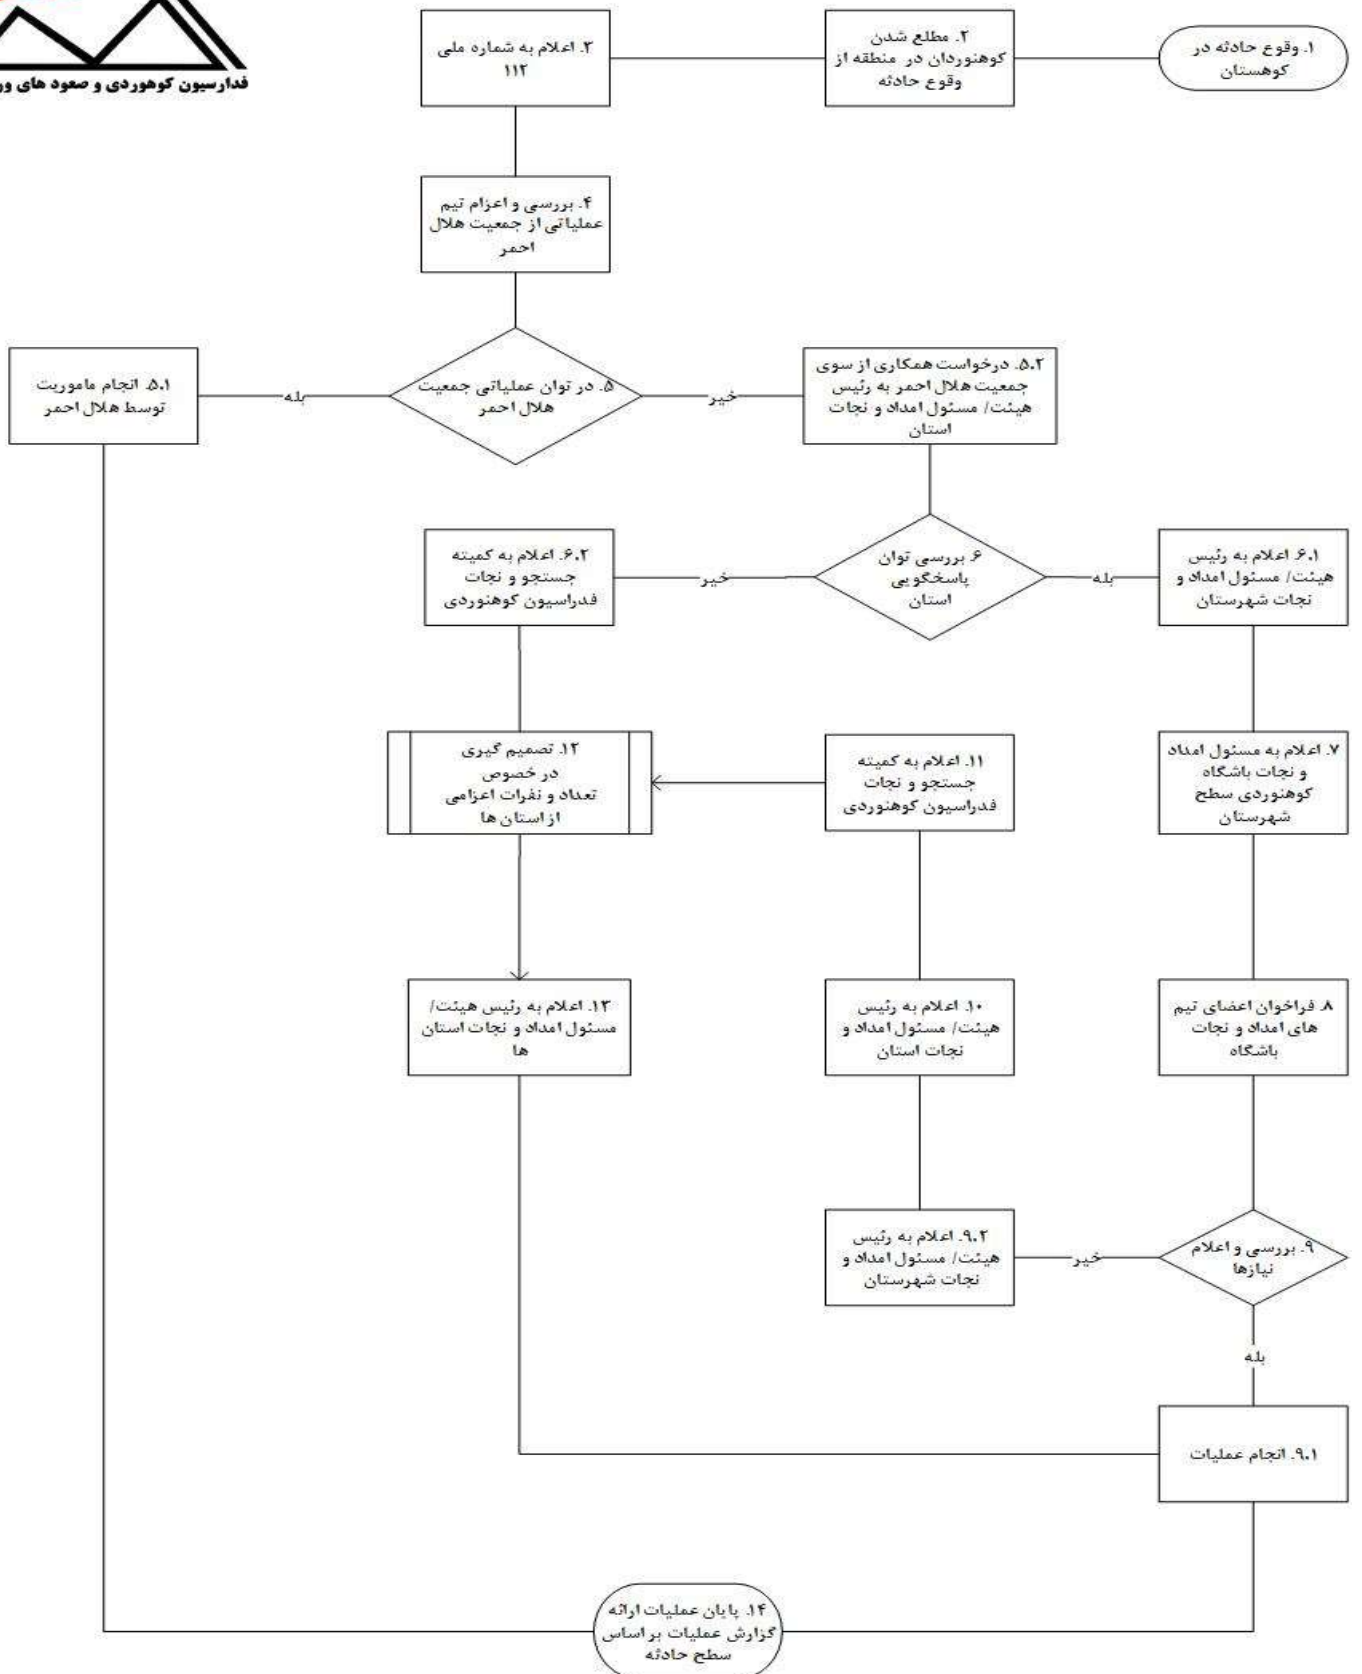 فدارسیون کوهوردی و صعود های
۱. وقوع حادثه در
کوهستان
۲. مطلع شدن
کوهنوردان در منطقه از
وقوع حادثه
۳. اعلام به شماره ملی
۱۱۲
۴. بررسی و اعزام تیم
عملیاتی از جمعیت هلال
احمر
۵. در توان عملیاتی جمعیت
هلال احمر
بله
خیر
۵.۱. انجام ماموریت
توسط هلال احمر
۵.۲. درخواست همکاری از سوی
جمعیت هلال احمر به رئیس
هیئت/ مسئول امداد و نجات
استان
۶. بررسی توان
پاسخگویی
استان
بله
خیر
۶.۱. اعلام به رئیس
هیئت/ مسئول امداد و
نجات شهرستان
۶.۲. اعلام به کمیته
جستجو و نجات
فدراسیون کوهنوردی
۷. اعلام به مسئول امداد
و نجات باشگاه
کوهنوردی سطح
شهرستان
۱۱. اعلام به کمیته
جستجو و نجات
فدراسیون کوهنوردی
۱۲. تصمیم گیری
در خصوص
تعداد و نفرات اعزامی
از استان ها
۸. فراخوان اعضای تیم
های امداد و نجات
باشگاه
۱۰. اعلام به رئیس
هیئت/ مسئول امداد و
نجات استان
۱۳. اعلام به رئیس هیئت/
مسئول امداد و نجات استان
ها
۹. بررسی و اعلام
نیازها
خیر
بله
۹.۲. اعلام به رئیس
هیئت/ مسئول امداد و
نجات شهرستان
۹.۱. انجام عملیات
۱۴. پایان عملیات ارائه
گزارش عملیات بر اساس
سطح حادثه